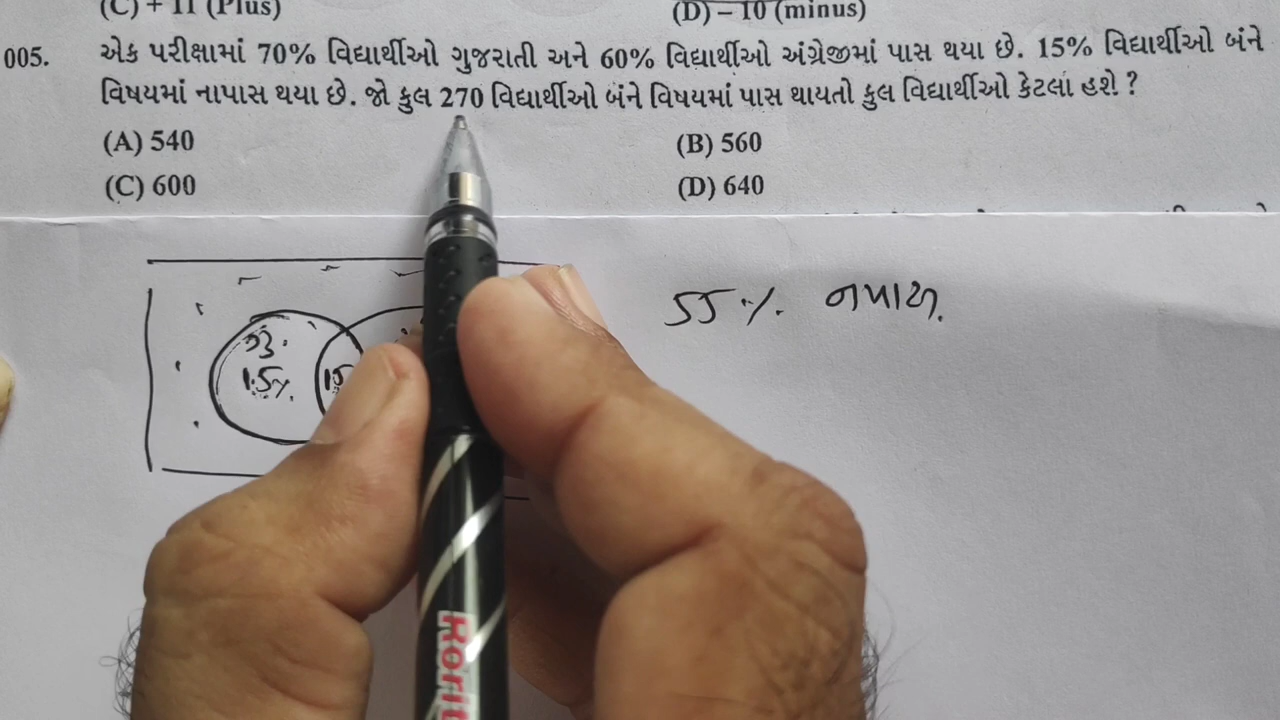 (C) + 11 (Plus)
(D) – 10 (minus)
005. એક પરીક્ષામાં 70% વિદ્યાર્થીઓ ગુજરાતી અને 60% વિદ્યાર્થીઓ અંગ્રેજીમાં પાસ થયા છે. 15% વિદ્યાર્થીઓ બંને
વિષયમાં નાપાસ થયા છે. જો કુલ 270 વિદ્યાર્થીઓ બંને વિષયમાં પાસ થાયતો કુલ વિદ્યાર્થીઓ કેટલા હશે ?
(A) 540
(B) 560
(C) 600
(D) 640
55%
15%
15